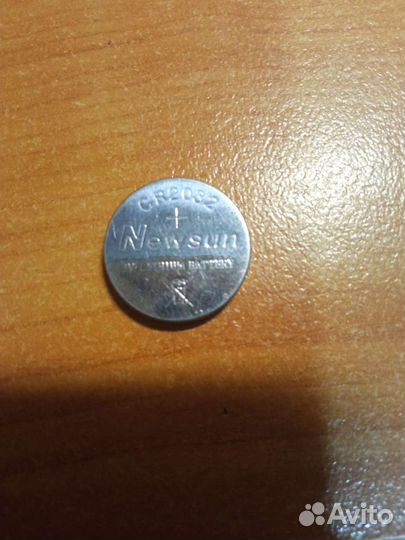 CR2032
+
Newsun
3V LITHIUM BATTERY
Avito